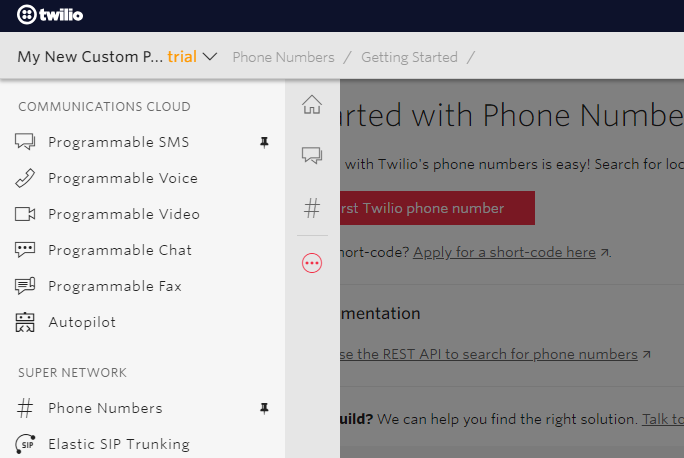 twilio
My New Custom P... trial Phone Numbers / Getting Started /
COMMUNICATIONS CLOUD
Programmable SMS
Programmable Voice
Programmable Video
Programmable Chat
Programmable Fax
Autopilot
SUPER NETWORK
# Phone Numbers
SIP Elastic SIP Trunking
#
arted with Phone Numbe
with Twilio's phone numbers is easy! Search for loc
rst Twilio phone number
hort-code? Apply for a short-code here
mentation
se the REST API to search for phone numbers
uild? We can help you find the right solution. Talk to